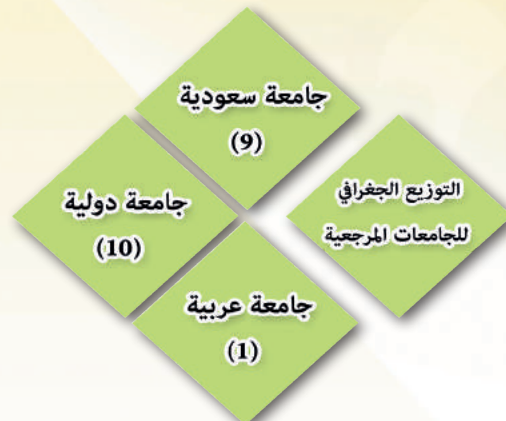 جامعة سعودية
(9)
التوزيع الجغرافي
للجامعات المرجعية
جامعة دولية
(10)
جامعة عربية
(1)